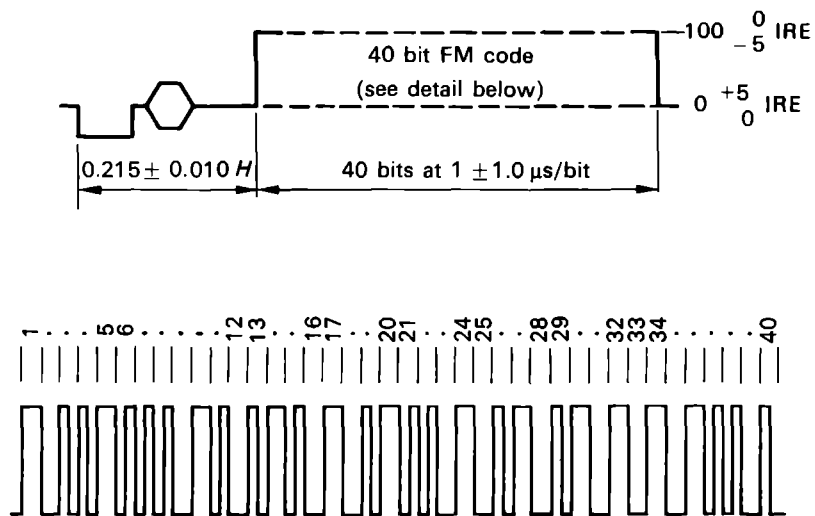 100 0 −5 IRE
40 bit FM code
(see detail below)
0 +5 0 IRE
0.215± 0.010 H
40 bits at 1 ±1.0 μs/bit
1 · · · 5 6 · · · · · 12 13 · · 16 17 · · 20 21 · · 24 25 · · 28 29 · · 32 33 34 · · · · · 40